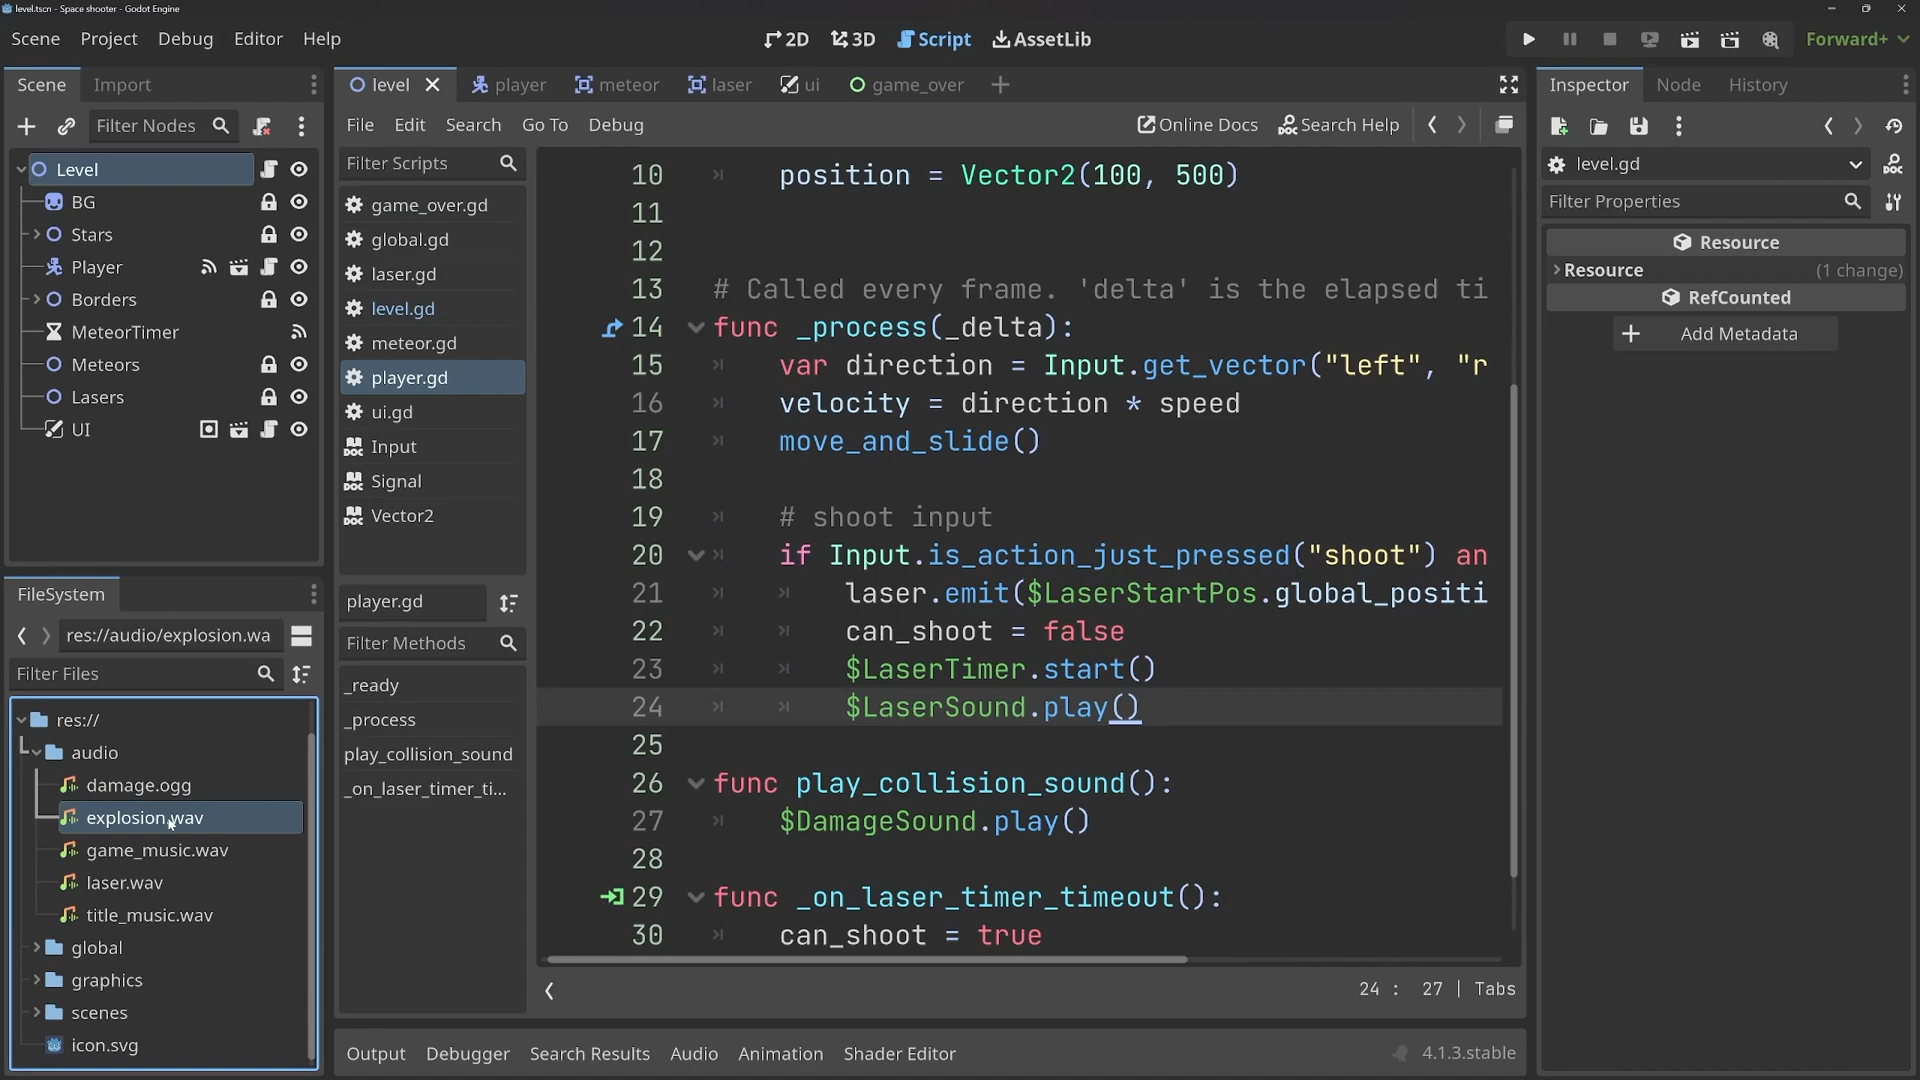 level.tscn - Space shooter - Godot Engine
Scene Project Debug Editor Help
2D 3D Script AssetLib
Forward+
Scene Import
level player meteor laser ui game_over
Inspector Node History
Filter Nodes
File Edit Search Go To Debug
Online Docs Search Help
Level
BG
Stars
Player
Borders
MeteorTimer
Meteors
Lasers
UI
Filter Scripts
game_over.gd
global.gd
laser.gd
level.gd
meteor.gd
player.gd
ui.gd
Input
Signal
Vector2
player.gd
Filter Methods
_ready
_process
play_collision_sound
_on_laser_timer_ti...
10 position = Vector2(100, 500)
11
12
13 # Called every frame. 'delta' is the elapsed ti
14 func _process(_delta):
15 var direction = Input.get_vector("left", "r
16 velocity = direction * speed
17 move_and_slide()
18
19 # shoot input
20 if Input.is_action_just_pressed("shoot") an
21 laser.emit($LaserStartPos.global_positi
22 can_shoot = false
23 $LaserTimer.start()
24 $LaserSound.play()
25
26 func play_collision_sound():
27 $DamageSound.play()
28
29 func _on_laser_timer_timeout():
30 can_shoot = true
24 : 27 | Tabs
level.gd
Filter Properties
Resource
Resource (1 change)
RefCounted
Add Metadata
FileSystem
res://audio/explosion.wa
Filter Files
res://
audio
damage.ogg
explosion.wav
game_music.wav
laser.wav
title_music.wav
global
graphics
scenes
icon.svg
Output Debugger Search Results Audio Animation Shader Editor
4.1.3.stable